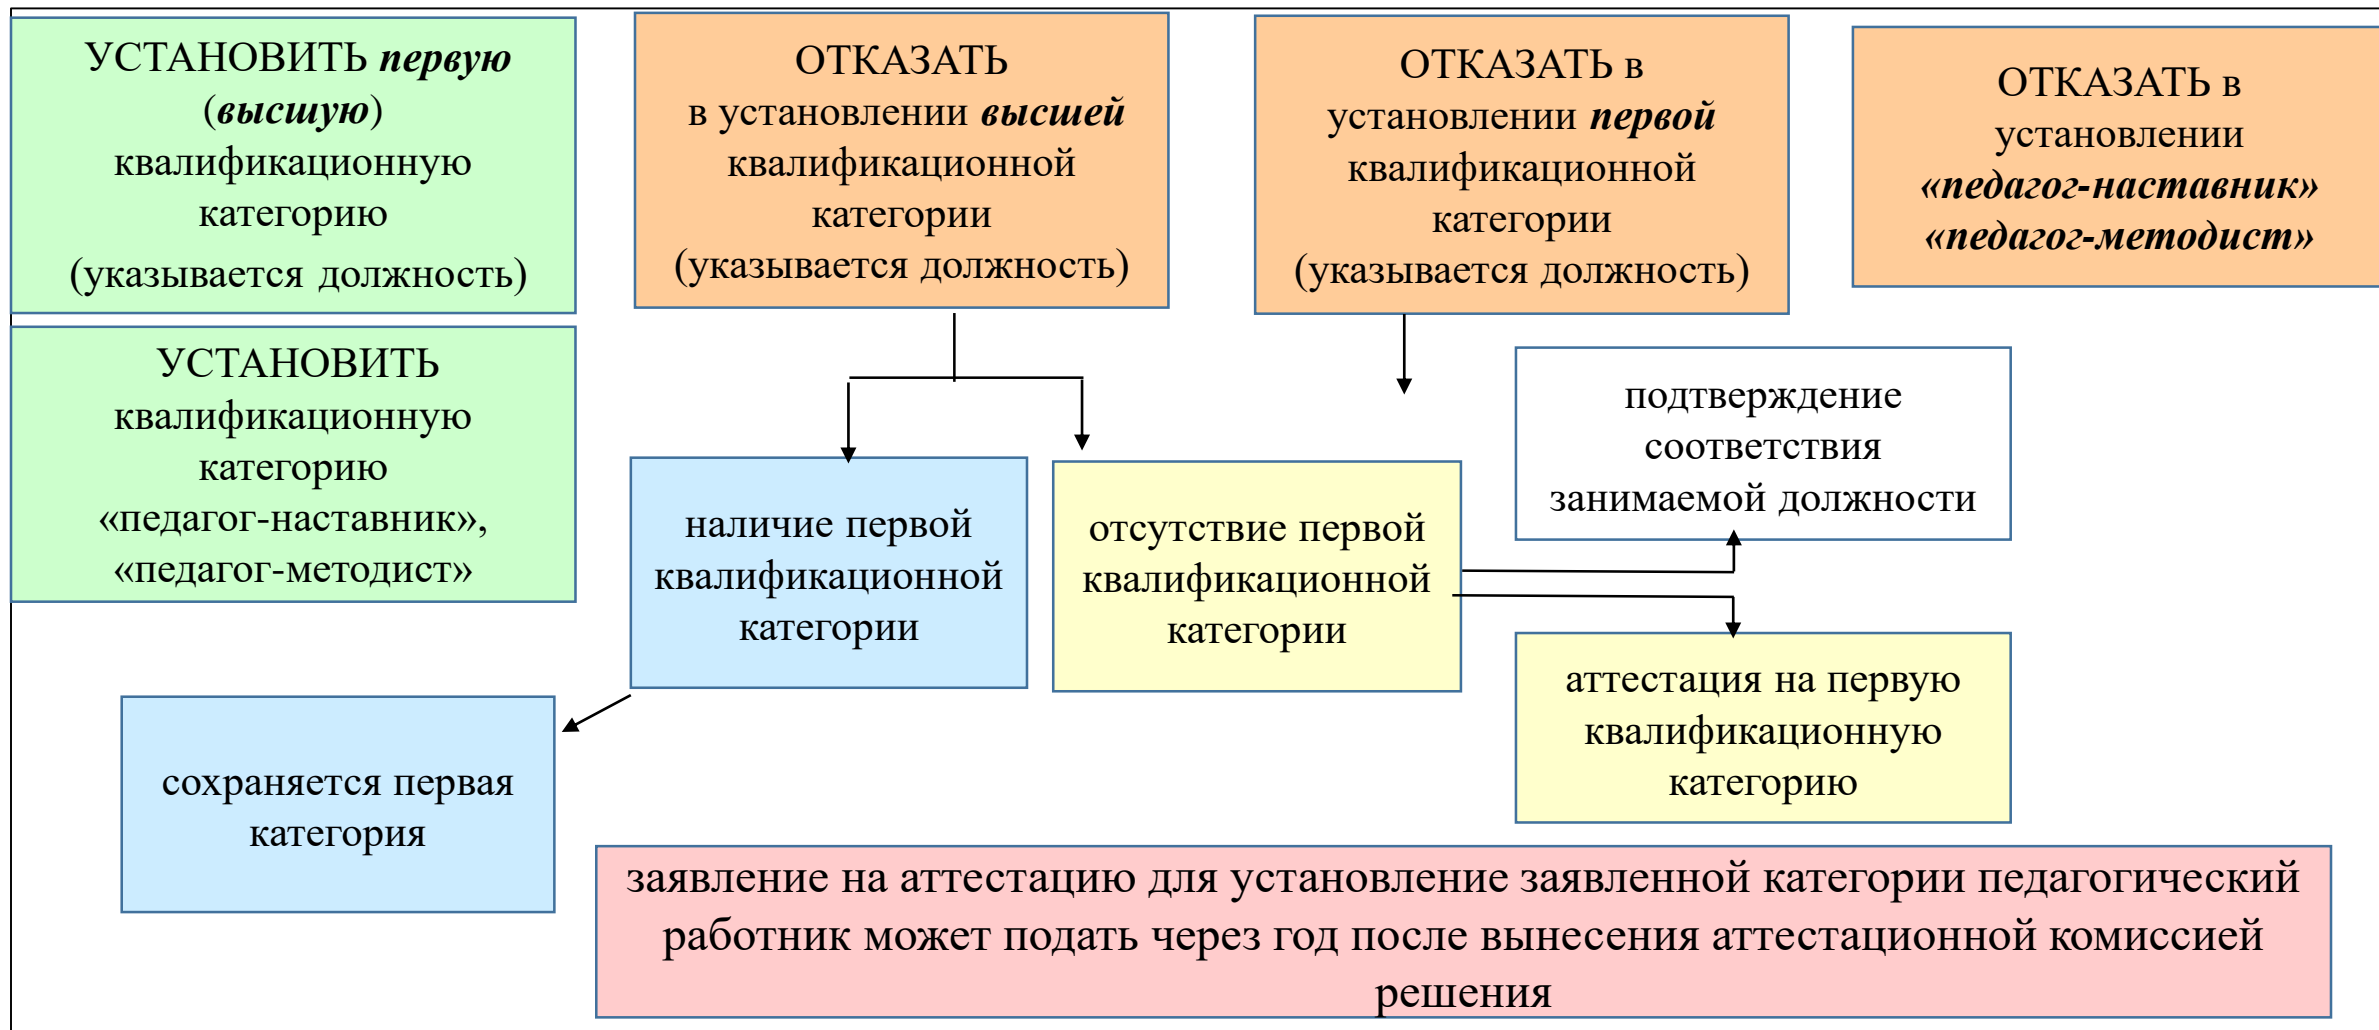 УСТАНОВИТЬ первую
(высшую)
квалификационную
категорию
(указывается должность)
ОТКАЗАТЬ
в установлении высшей
квалификационной
категории
(указывается должность)
ОТКАЗАТЬ в
установлении первой
квалификационной
категории
(указывается должность)
ОТКАЗАТЬ в
установлении
«педагог-наставник»
«педагог-методист»
УСТАНОВИТЬ
квалификационную
категорию
«педагог-наставник»,
«педагог-методист»
подтверждение
соответствия
занимаемой должности
наличие первой
квалификационной
категории
отсутствие первой
квалификационной
категории
аттестация на первую
квалификационную
категорию
сохраняется первая
категория
заявление на аттестацию для установление заявленной категории педагогический
работник может подать через год после вынесения аттестационной комиссией
решения